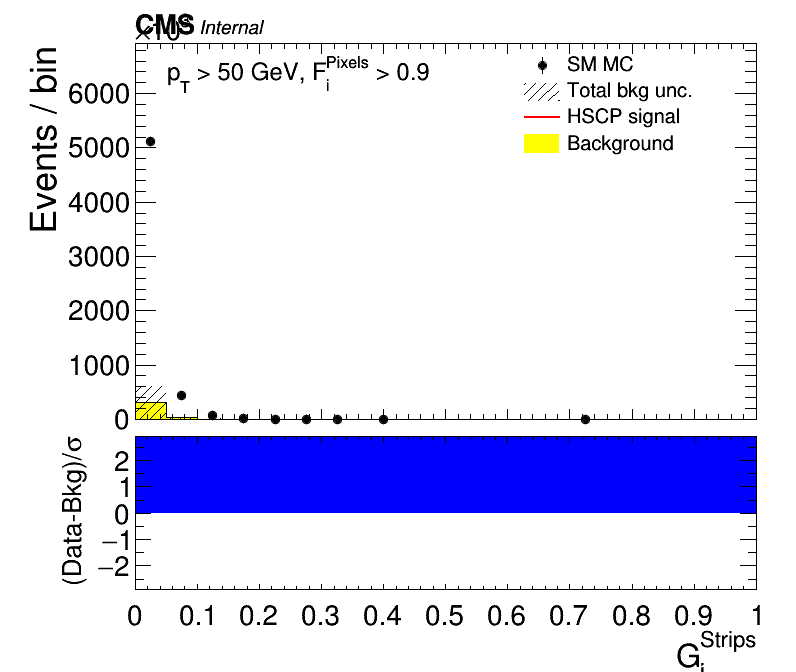 CMS Internal
×10
p_T > 50 GeV, F_i^Pixels > 0.9
SM MC
Total bkg unc.
HSCP signal
Background
Events / bin
6000
5000
4000
3000
2000
1000
0
(Data-Bkg)/σ
2
1
0
−1
−2
0 0.1 0.2 0.3 0.4 0.5 0.6 0.7 0.8 0.9 1
G_i^Strips